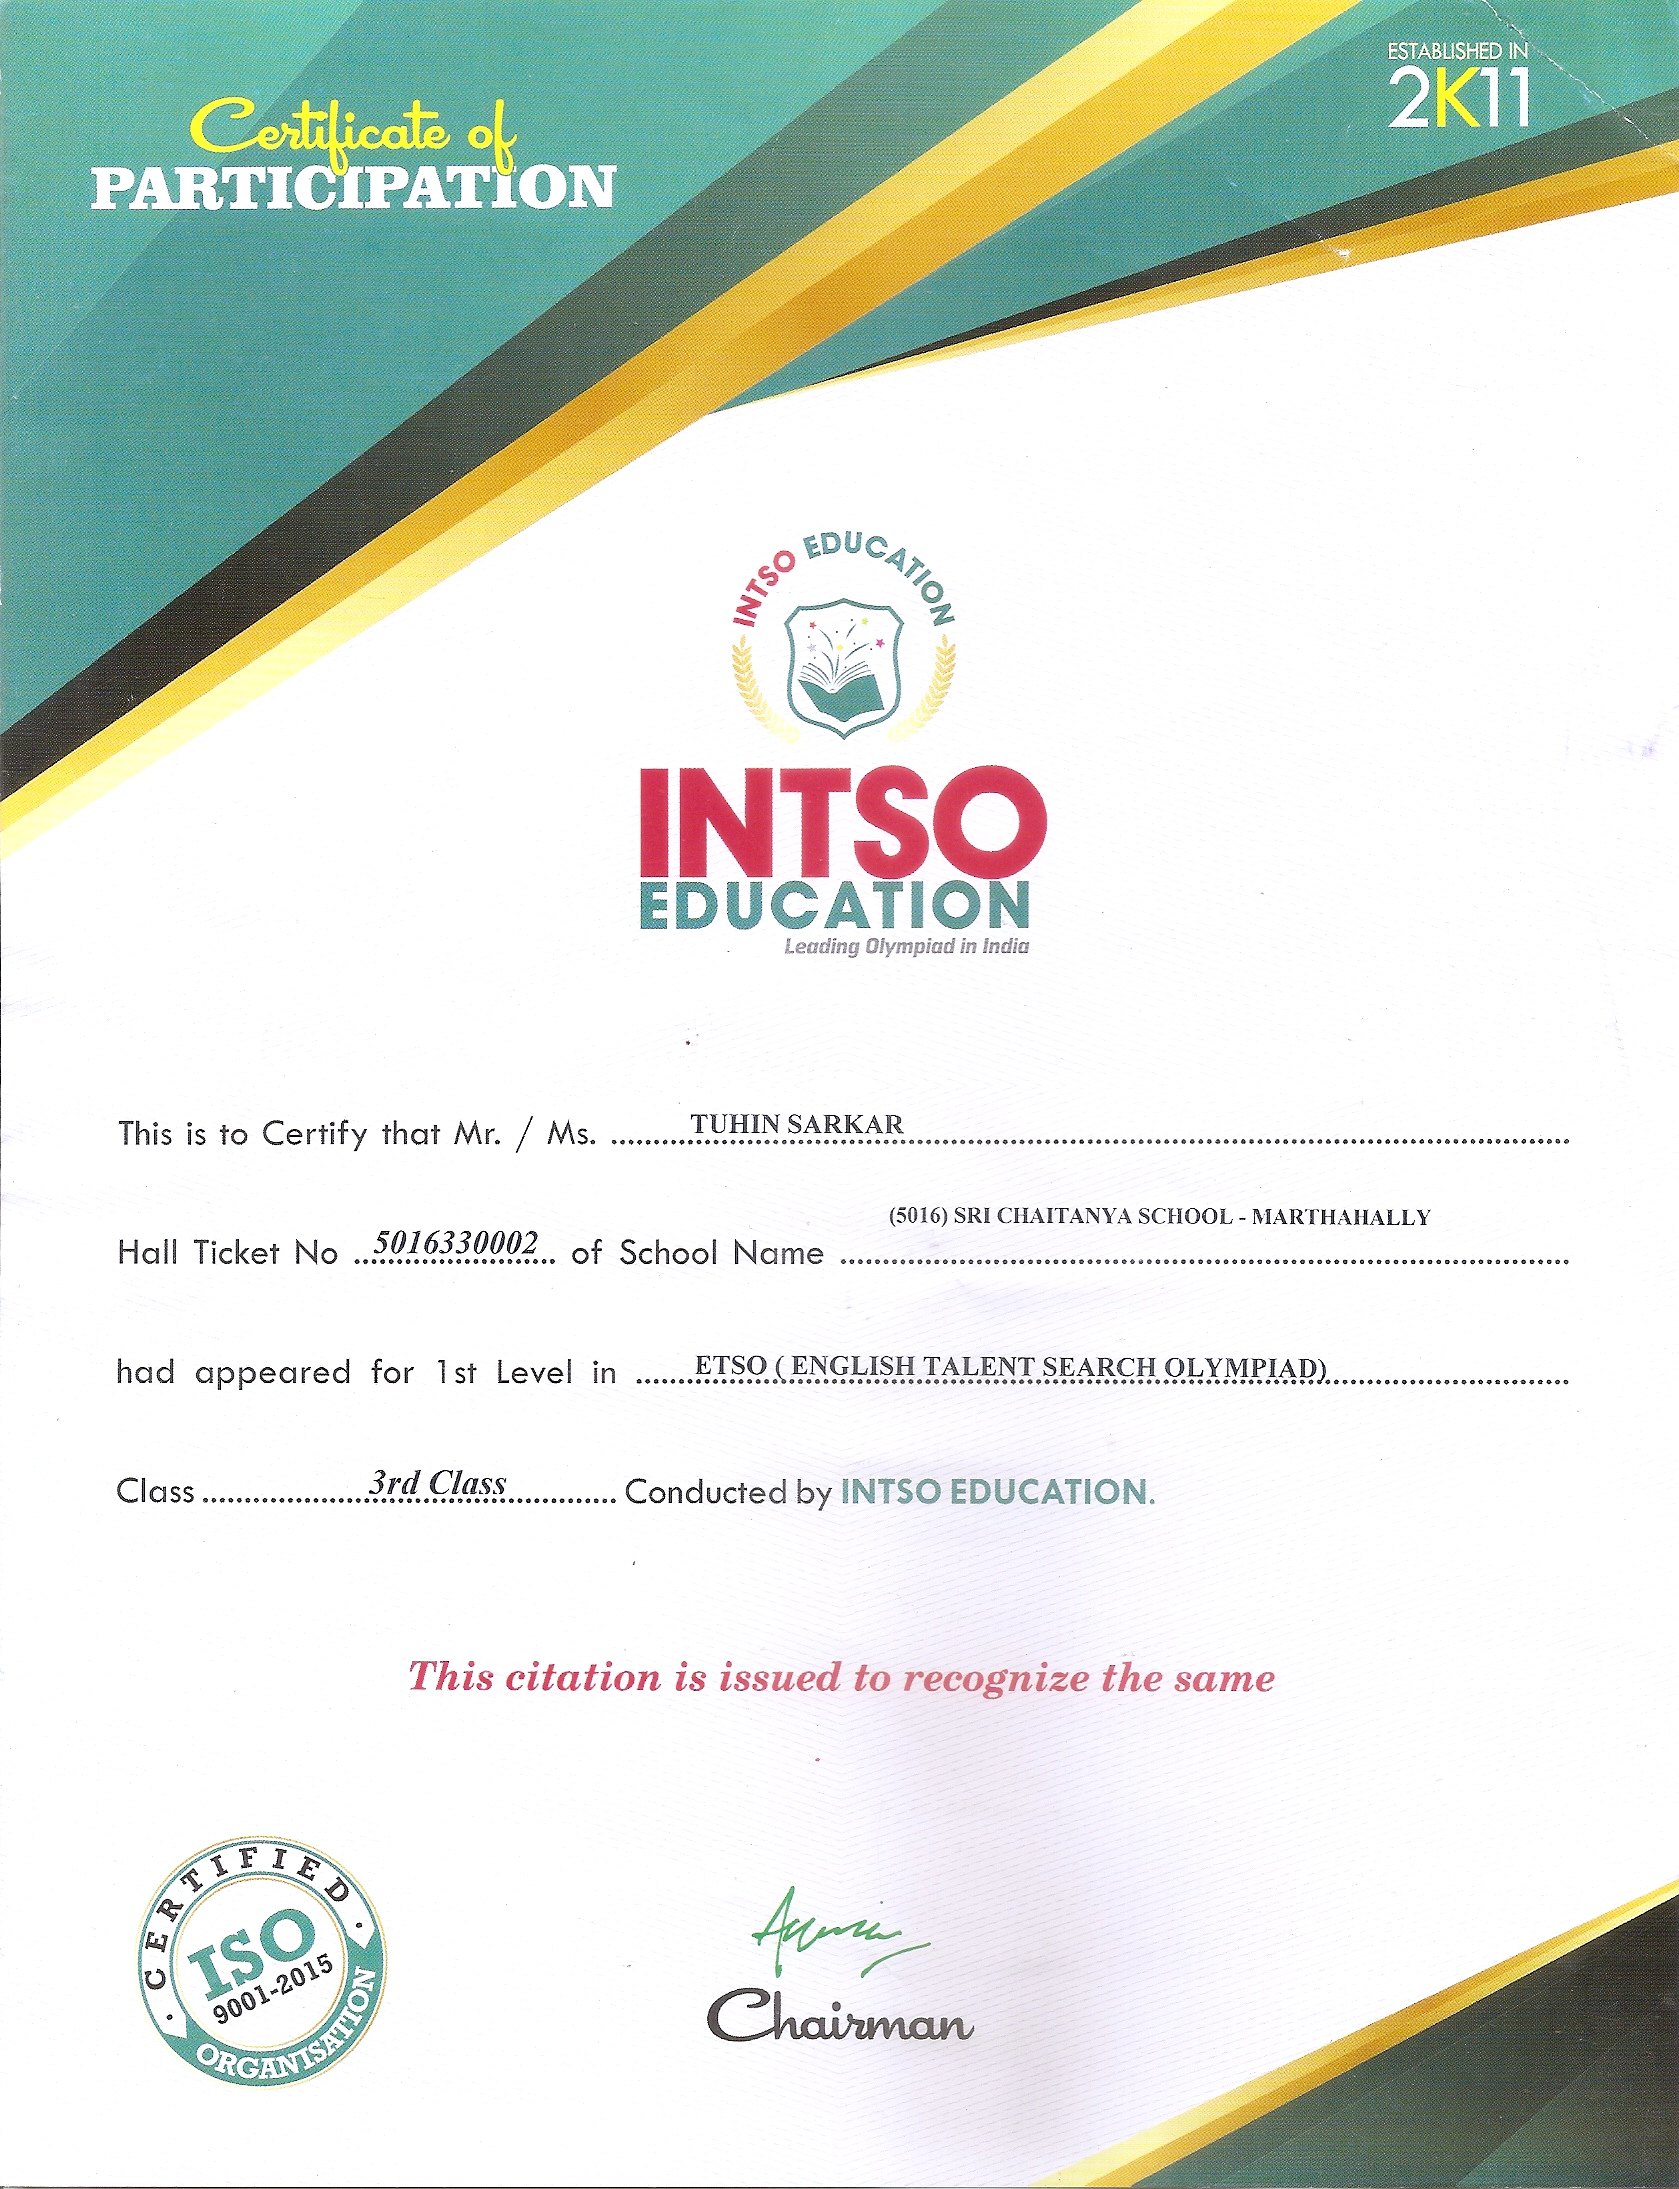 ESTABLISHED IN
2K11
Certificate of
PARTICIPATION
INTSO EDUCATION
INTSO
EDUCATION
Leading Olympiad in India
This is to Certify that Mr. / Ms. TUHIN SARKAR
(5016) SRI CHAITANYA SCHOOL - MARTHAHALLY
Hall Ticket No 5016330002 of School Name
had appeared for 1st Level in ETSO ( ENGLISH TALENT SEARCH OLYMPIAD)
Class 3rd Class Conducted by INTSO EDUCATION.
This citation is issued to recognize the same
CERTIFIED
ISO
9001-2015
ORGANISATION
Chairman